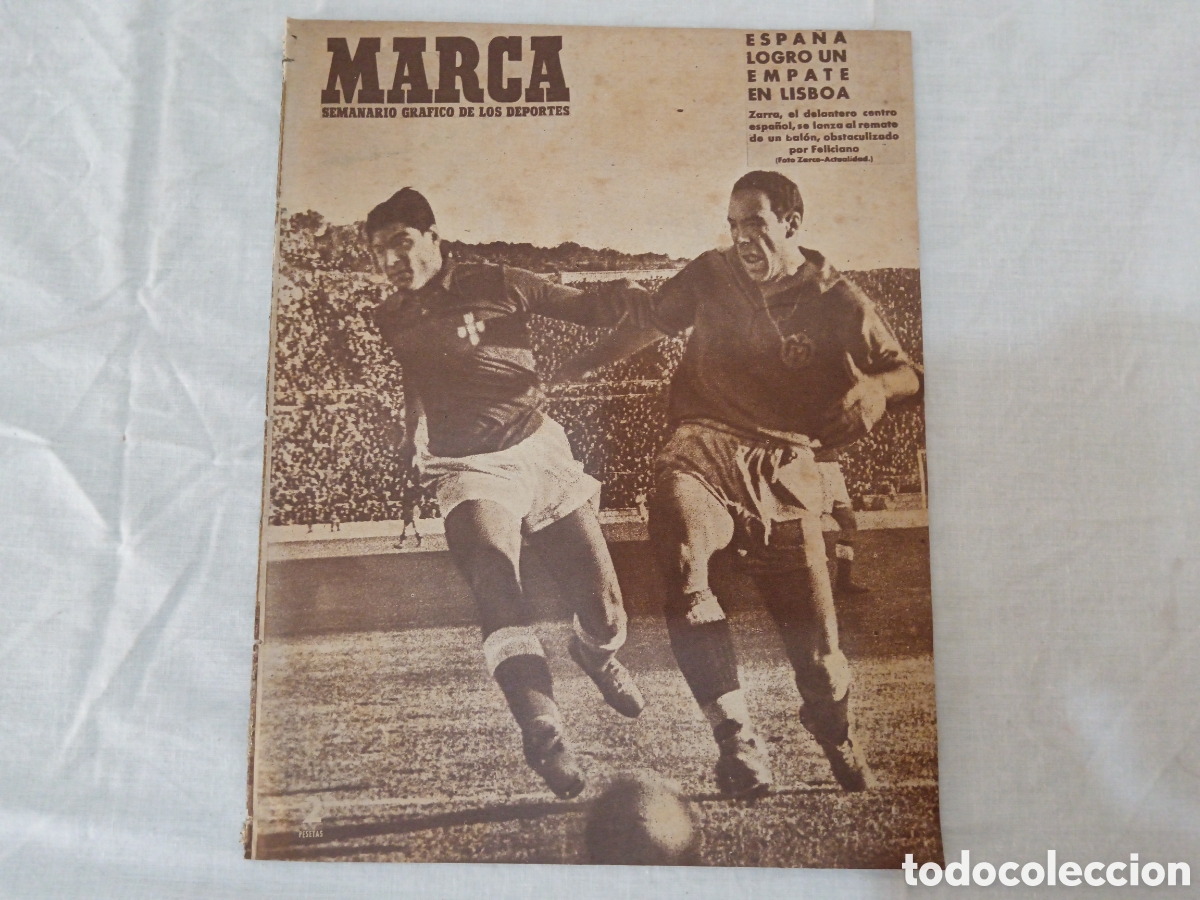 MARCA
SEMANARIO GRAFICO DE LOS DEPORTES
ESPAÑA
LOGRO UN
EMPATE
EN LISBOA
Zarra, el delantero centro
español, se lanza al remate
de un balón, obstaculizado
por Feliciano
(Foto Zarco-Actualidad.)
PESETAS
todocoleccion